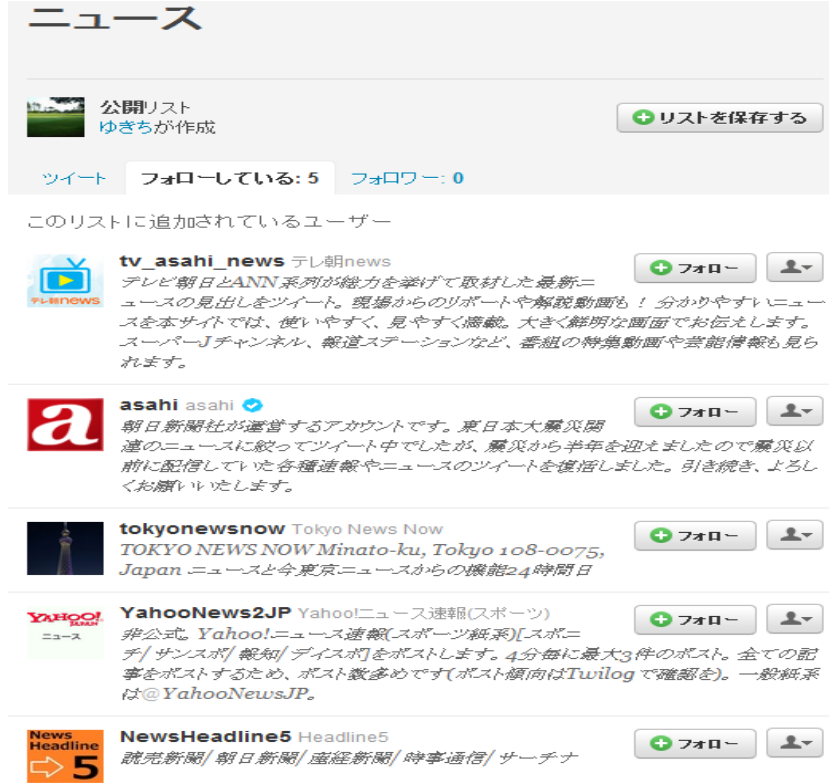 ニュース
公開リスト
ゆきちが作成
リストを保存する
ツイート フォローしている: 5 フォロワー: 0
このリストに追加されているユーザー
tv_asahi_news テレ朝news
フォロー
テレビ朝日とANN系列が総力を挙げて取材した最新ニ
ュースの見出しをツイート。現場からのリポートや解説動画も！ 分かりやすいニュー
スを本サイトでは、使いやすく、見やすく満載。大きく鮮明な画面でお伝えします。
スーパーJチャンネル、報道ステーションなど、番組の特集動画や芸能情報も見ら
れます。
テレ朝news
asahi asahi
フォロー
朝日新聞社が運営するアカウントです。東日本大震災関
連のニュースに絞ってツイート中でしたが、震災から半年を迎えましたので震災以
前に配信していた各種速報やニュースのツイートを復活しました。引き続き、よろし
くお願いいたします。
a
tokyonewsnow Tokyo News Now
フォロー
TOKYO NEWS NOW Minato-ku, Tokyo 108-0075,
Japan ニュースと今東京ニュースからの機能24時間日
YahooNews2JP Yahoo!ニュース速報(スポーツ)
フォロー
非公式。Yahoo!ニュース速報(スポーツ紙系)[スポニ
チ/サンスポ/報知/デイスポ]をポストします。4分毎に最大3件のポスト。全ての記
事をポストするため、ポスト数多めです(ポスト傾向はTwilogで確認を)。一般紙系
は@YahooNewsJP。
YAHOO!
JAPAN
ニュース
NewsHeadline5 Headline5
フォロー
読売新聞/朝日新聞/産経新聞/時事通信/サーチナ
News
Headline
5